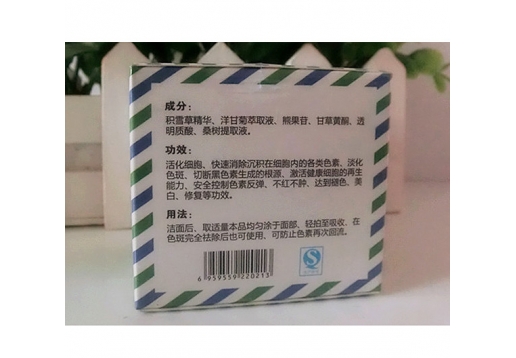 成分:
积雪草精华、洋甘菊萃取液、熊果苷、甘草黄酮、透
明质酸、桑树提取液。
功效:
活化细胞、快速消除沉积在细胞内的各类色素、淡化
色斑、切断黑色素生成的根源、激活健康细胞的再生
能力、安全控制色素反弹、不红不肿、达到褪色、美
白、修复等功效。
用法:
洁面后、取适量本品均匀涂于面部、轻拍至吸收、在
色斑完全祛除后也可使用、可防止色素再次回流。
6 959559 220213